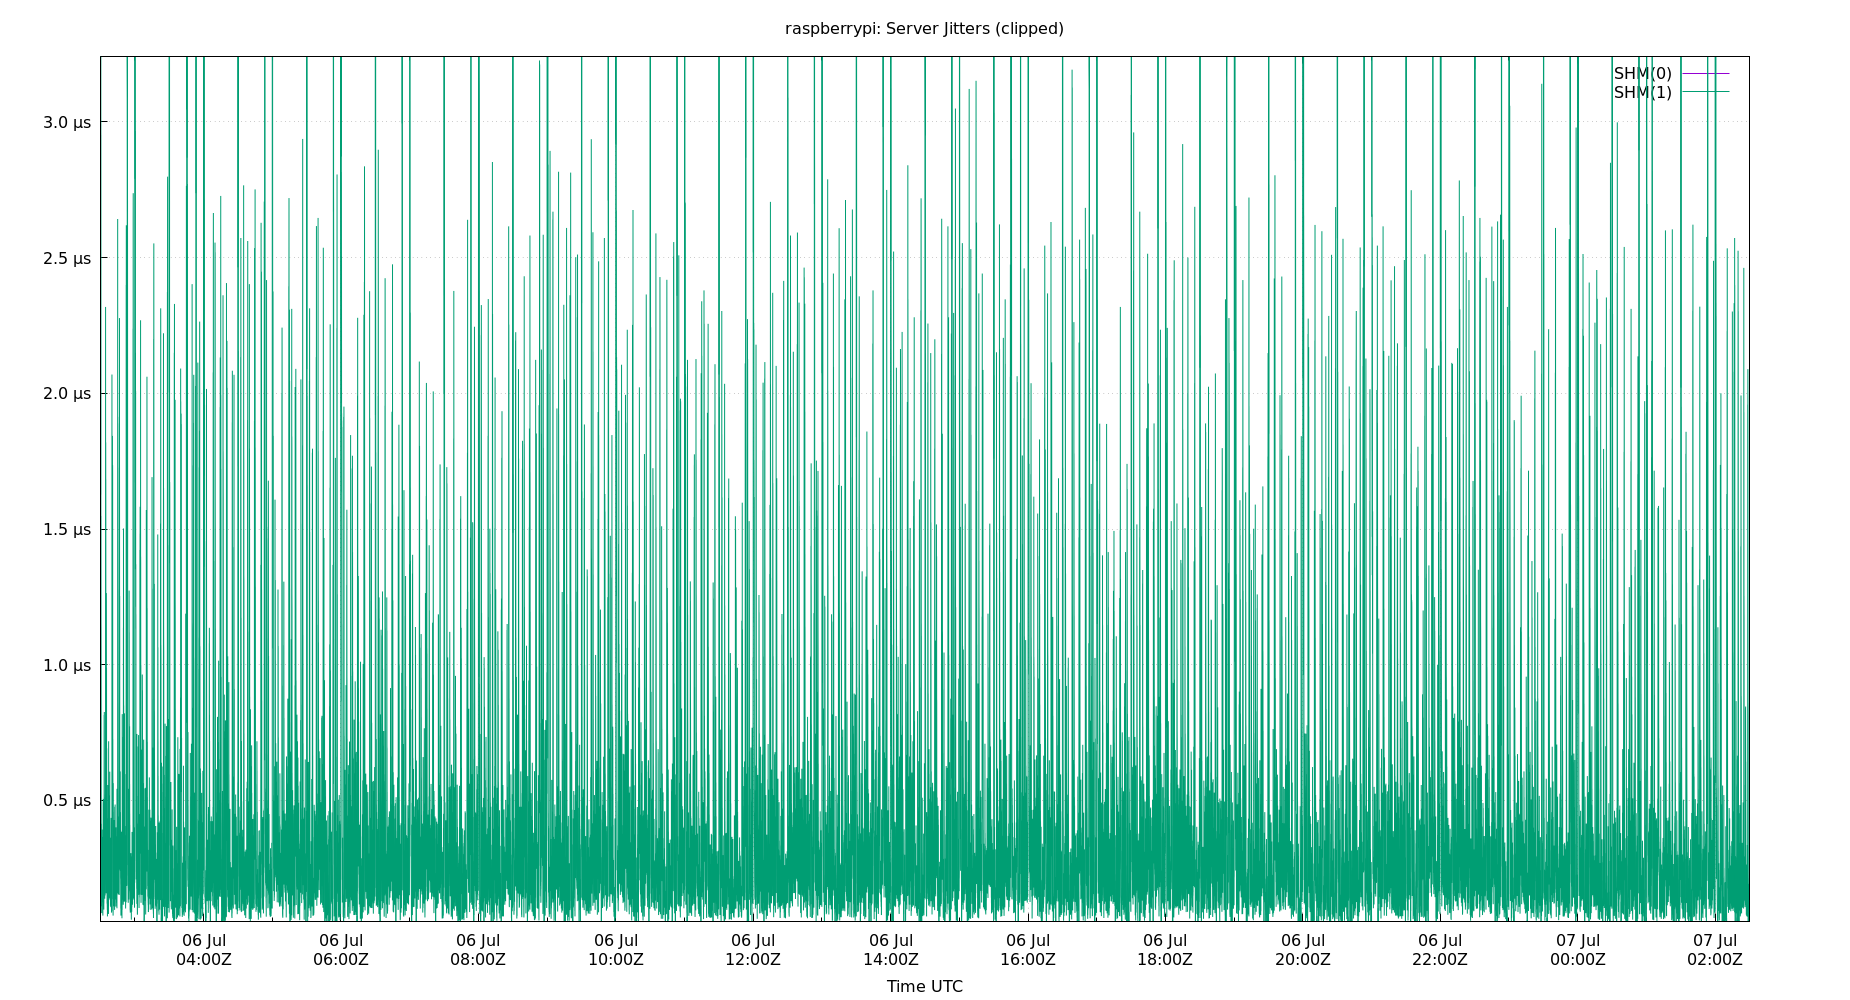 raspberrypi: Server Jitters (clipped)
SHM(0)
SHM(1)
3.0 µs
2.5 µs
2.0 µs
1.5 µs
1.0 µs
0.5 µs
06 Jul 06 Jul 06 Jul 06 Jul 06 Jul 06 Jul 06 Jul 06 Jul 06 Jul 06 Jul 07 Jul 07 Jul
04:00Z 06:00Z 08:00Z 10:00Z 12:00Z 14:00Z 16:00Z 18:00Z 20:00Z 22:00Z 00:00Z 02:00Z
Time UTC